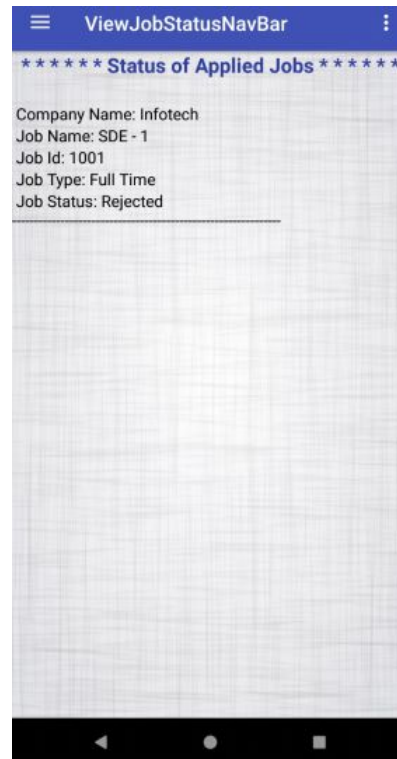 ViewJobStatusNavBar
* * * * * * Status of Applied Jobs * * * * * *
Company Name: Infotech
Job Name: SDE - 1
Job Id: 1001
Job Type: Full Time
Job Status: Rejected